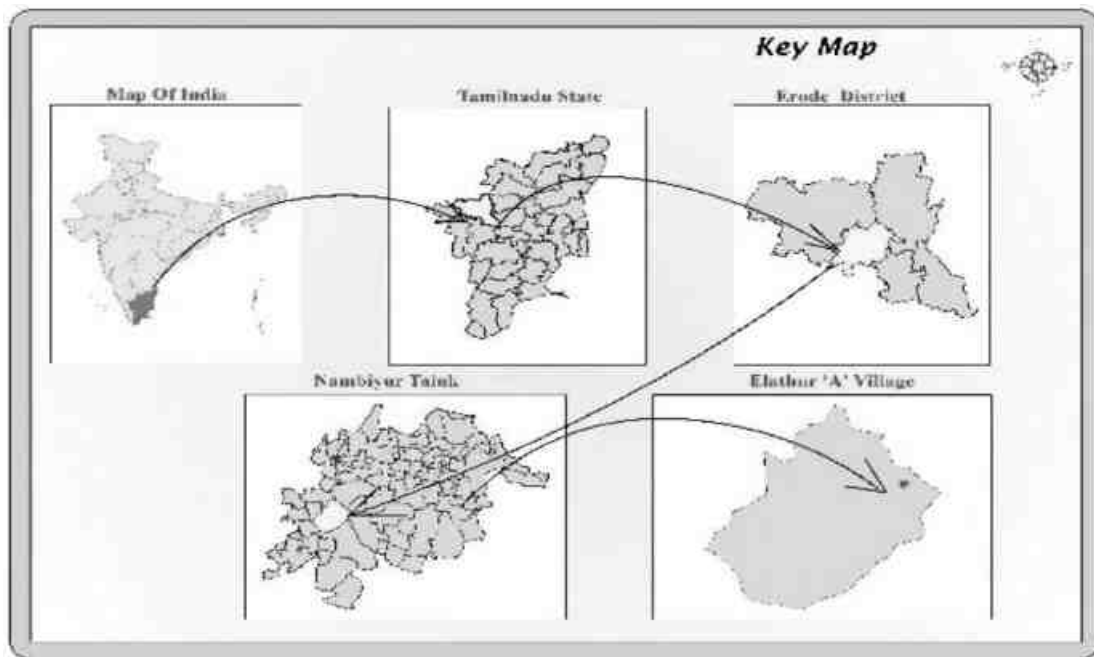 Key Map
Map Of India
Tamilnadu State
Erode District
Nambiyur Taluk
Elathur 'A' Village